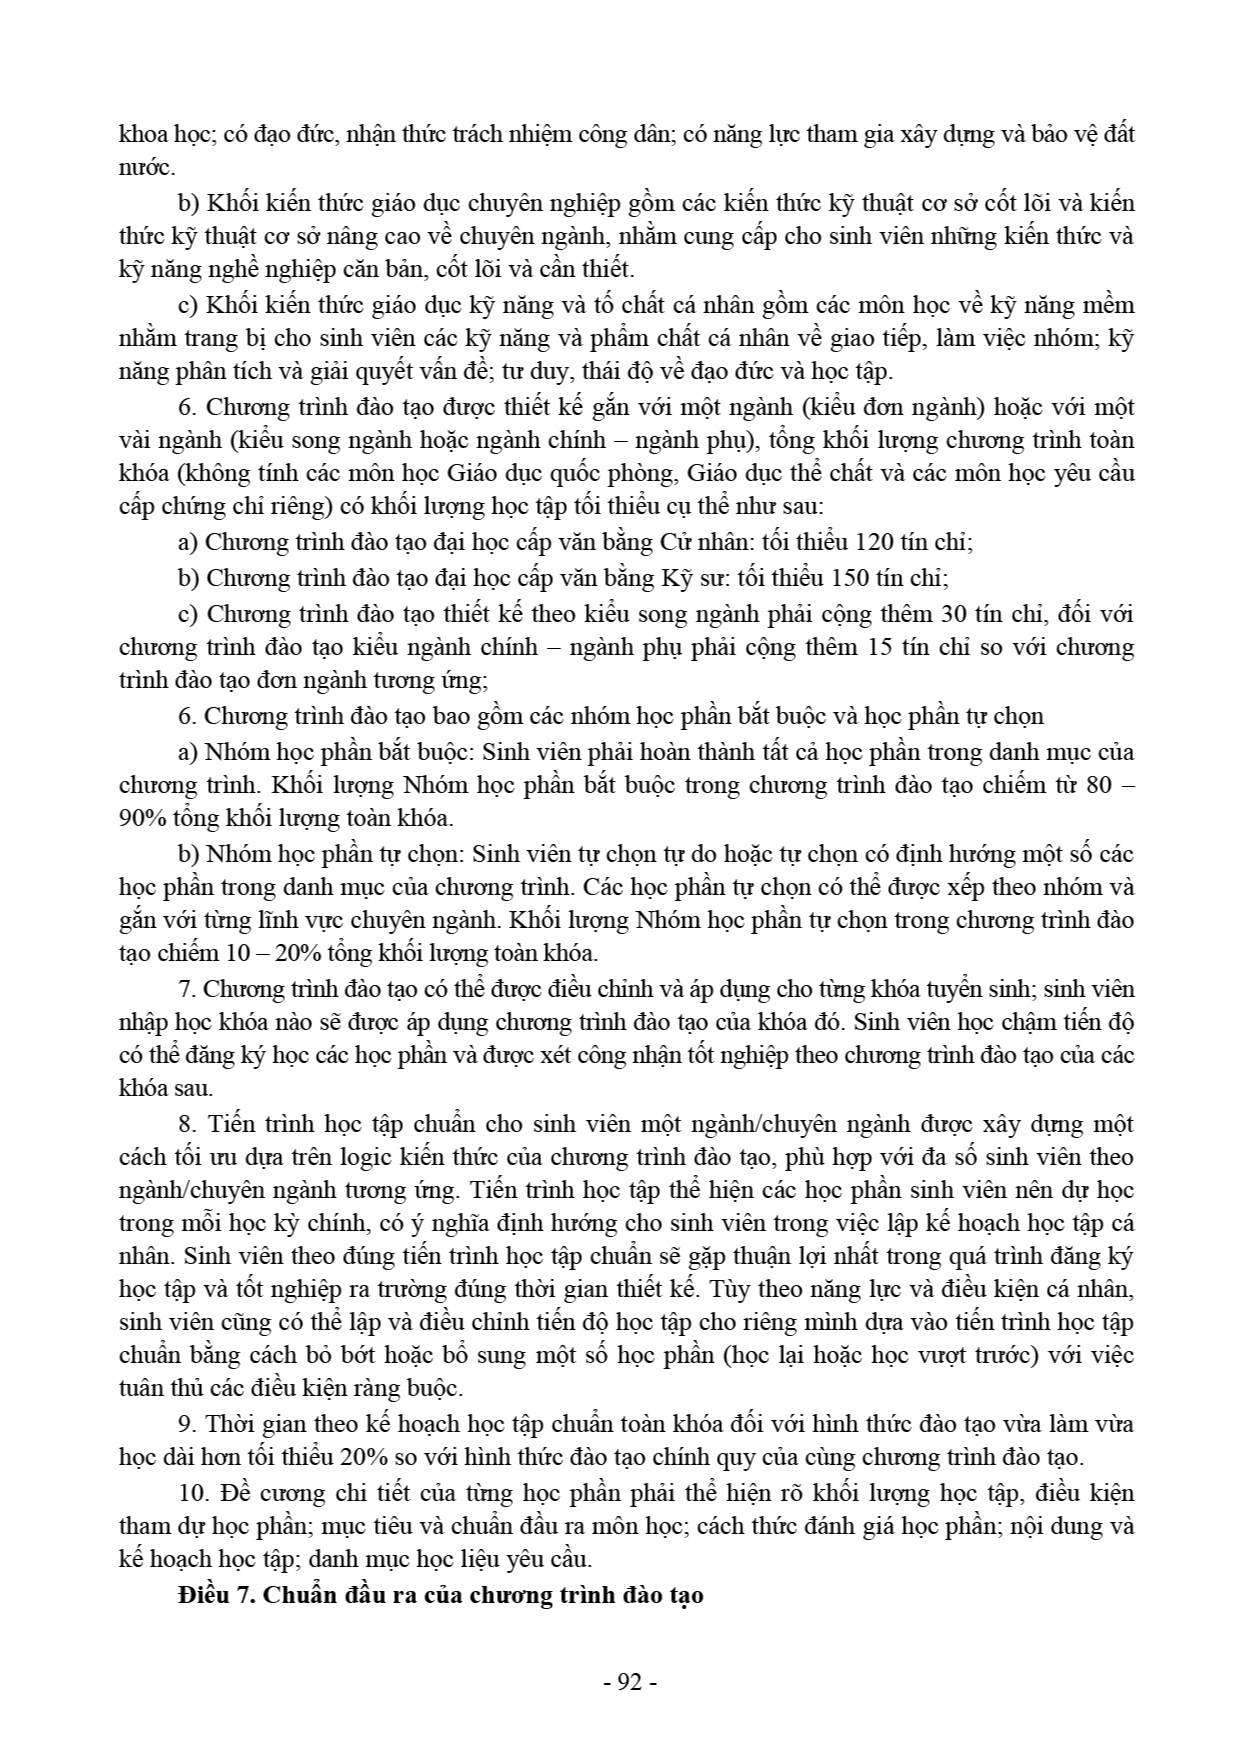 khoa học; có đạo đức, nhận thức trách nhiệm công dân; có năng lực tham gia xây dựng và bảo vệ đất
nước.
b) Khối kiến thức giáo dục chuyên nghiệp gồm các kiến thức kỹ thuật cơ sở cốt lõi và kiến
thức kỹ thuật cơ sở nâng cao về chuyên ngành, nhằm cung cấp cho sinh viên những kiến thức và
kỹ năng nghề nghiệp căn bản, cốt lõi và cần thiết.
c) Khối kiến thức giáo dục kỹ năng và tố chất cá nhân gồm các môn học về kỹ năng mềm
nhằm trang bị cho sinh viên các kỹ năng và phẩm chất cá nhân về giao tiếp, làm việc nhóm; kỹ
năng phân tích và giải quyết vấn đề; tư duy, thái độ về đạo đức và học tập.
6. Chương trình đào tạo được thiết kế gắn với một ngành (kiểu đơn ngành) hoặc với một
vài ngành (kiểu song ngành hoặc ngành chính – ngành phụ), tổng khối lượng chương trình toàn
khóa (không tính các môn học Giáo dục quốc phòng, Giáo dục thể chất và các môn học yêu cầu
cấp chứng chỉ riêng) có khối lượng học tập tối thiểu cụ thể như sau:
a) Chương trình đào tạo đại học cấp văn bằng Cử nhân: tối thiểu 120 tín chỉ;
b) Chương trình đào tạo đại học cấp văn bằng Kỹ sư: tối thiểu 150 tín chỉ;
c) Chương trình đào tạo thiết kế theo kiểu song ngành phải cộng thêm 30 tín chỉ, đối với
chương trình đào tạo kiểu ngành chính – ngành phụ phải cộng thêm 15 tín chỉ so với chương
trình đào tạo đơn ngành tương ứng;
6. Chương trình đào tạo bao gồm các nhóm học phần bắt buộc và học phần tự chọn
a) Nhóm học phần bắt buộc: Sinh viên phải hoàn thành tất cả học phần trong danh mục của
chương trình. Khối lượng Nhóm học phần bắt buộc trong chương trình đào tạo chiếm từ 80 –
90% tổng khối lượng toàn khóa.
b) Nhóm học phần tự chọn: Sinh viên tự chọn tự do hoặc tự chọn có định hướng một số các
học phần trong danh mục của chương trình. Các học phần tự chọn có thể được xếp theo nhóm và
gắn với từng lĩnh vực chuyên ngành. Khối lượng Nhóm học phần tự chọn trong chương trình đào
tạo chiếm 10 – 20% tổng khối lượng toàn khóa.
7. Chương trình đào tạo có thể được điều chỉnh và áp dụng cho từng khóa tuyển sinh; sinh viên
nhập học khóa nào sẽ được áp dụng chương trình đào tạo của khóa đó. Sinh viên học chậm tiến độ
có thể đăng ký học các học phần và được xét công nhận tốt nghiệp theo chương trình đào tạo của các
khóa sau.
8. Tiến trình học tập chuẩn cho sinh viên một ngành/chuyên ngành được xây dựng một
cách tối ưu dựa trên logic kiến thức của chương trình đào tạo, phù hợp với đa số sinh viên theo
ngành/chuyên ngành tương ứng. Tiến trình học tập thể hiện các học phần sinh viên nên dự học
trong mỗi học kỳ chính, có ý nghĩa định hướng cho sinh viên trong việc lập kế hoạch học tập cá
nhân. Sinh viên theo đúng tiến trình học tập chuẩn sẽ gặp thuận lợi nhất trong quá trình đăng ký
học tập và tốt nghiệp ra trường đúng thời gian thiết kế. Tùy theo năng lực và điều kiện cá nhân,
sinh viên cũng có thể lập và điều chỉnh tiến độ học tập cho riêng mình dựa vào tiến trình học tập
chuẩn bằng cách bỏ bớt hoặc bổ sung một số học phần (học lại hoặc học vượt trước) với việc
tuân thủ các điều kiện ràng buộc.
9. Thời gian theo kế hoạch học tập chuẩn toàn khóa đối với hình thức đào tạo vừa làm vừa
học dài hơn tối thiểu 20% so với hình thức đào tạo chính quy của cùng chương trình đào tạo.
10. Đề cương chi tiết của từng học phần phải thể hiện rõ khối lượng học tập, điều kiện
tham dự học phần; mục tiêu và chuẩn đầu ra môn học; cách thức đánh giá học phần; nội dung và
kế hoạch học tập; danh mục học liệu yêu cầu.
Điều 7. Chuẩn đầu ra của chương trình đào tạo
- 92 -